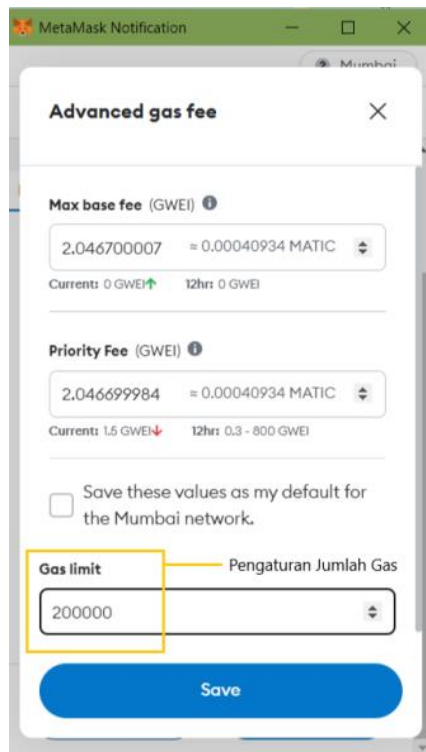 MetaMask Notification
Mumbai
Advanced gas fee
Max base fee (GWEI)
2.046700007 ≈ 0.00040934 MATIC
Current: 0 GWEI 12hr: 0 GWEI
Priority Fee (GWEI)
2.046699984 ≈ 0.00040934 MATIC
Current: 1.5 GWEI 12hr: 0.3 - 800 GWEI
Save these values as my default for
the Mumbai network.
Gas limit
Pengaturan Jumlah Gas
200000
Save